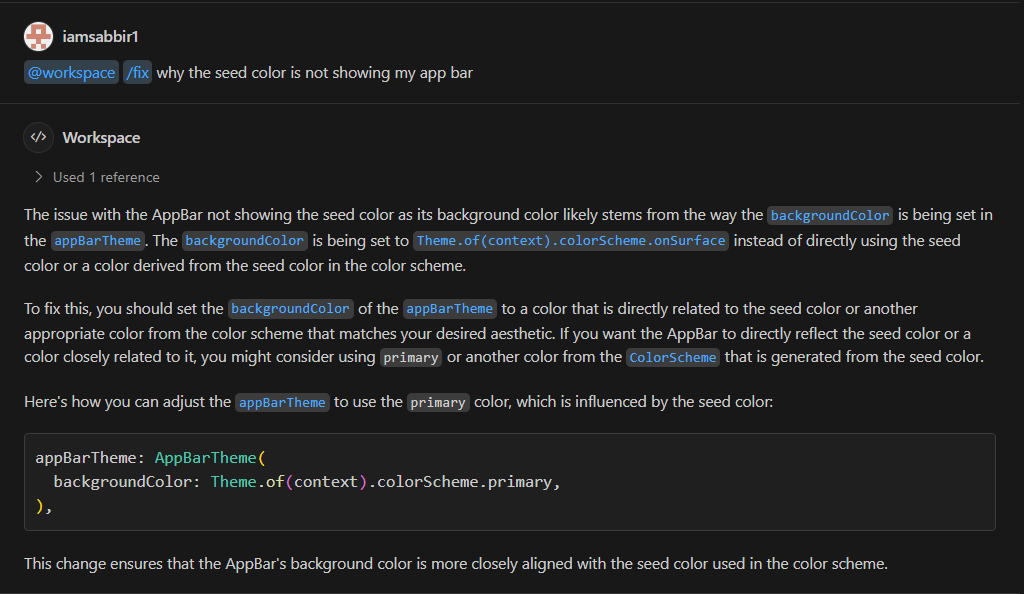 iamsabbir1
@workspace /fix why the seed color is not showing my app bar
Workspace
Used 1 reference
The issue with the AppBar not showing the seed color as its background color likely stems from the way the backgroundColor is being set in
the appBarTheme. The backgroundColor is being set to Theme.of(context).colorScheme.onSurface instead of directly using the seed
color or a color derived from the seed color in the color scheme.
To fix this, you should set the backgroundColor of the appBarTheme to a color that is directly related to the seed color or another
appropriate color from the color scheme that matches your desired aesthetic. If you want the AppBar to directly reflect the seed color or a
color closely related to it, you might consider using primary or another color from the ColorScheme that is generated from the seed color.
Here's how you can adjust the appBarTheme to use the primary color, which is influenced by the seed color:
appBarTheme: AppBarTheme(
  backgroundColor: Theme.of(context).colorScheme.primary,
),
This change ensures that the AppBar's background color is more closely aligned with the seed color used in the color scheme.